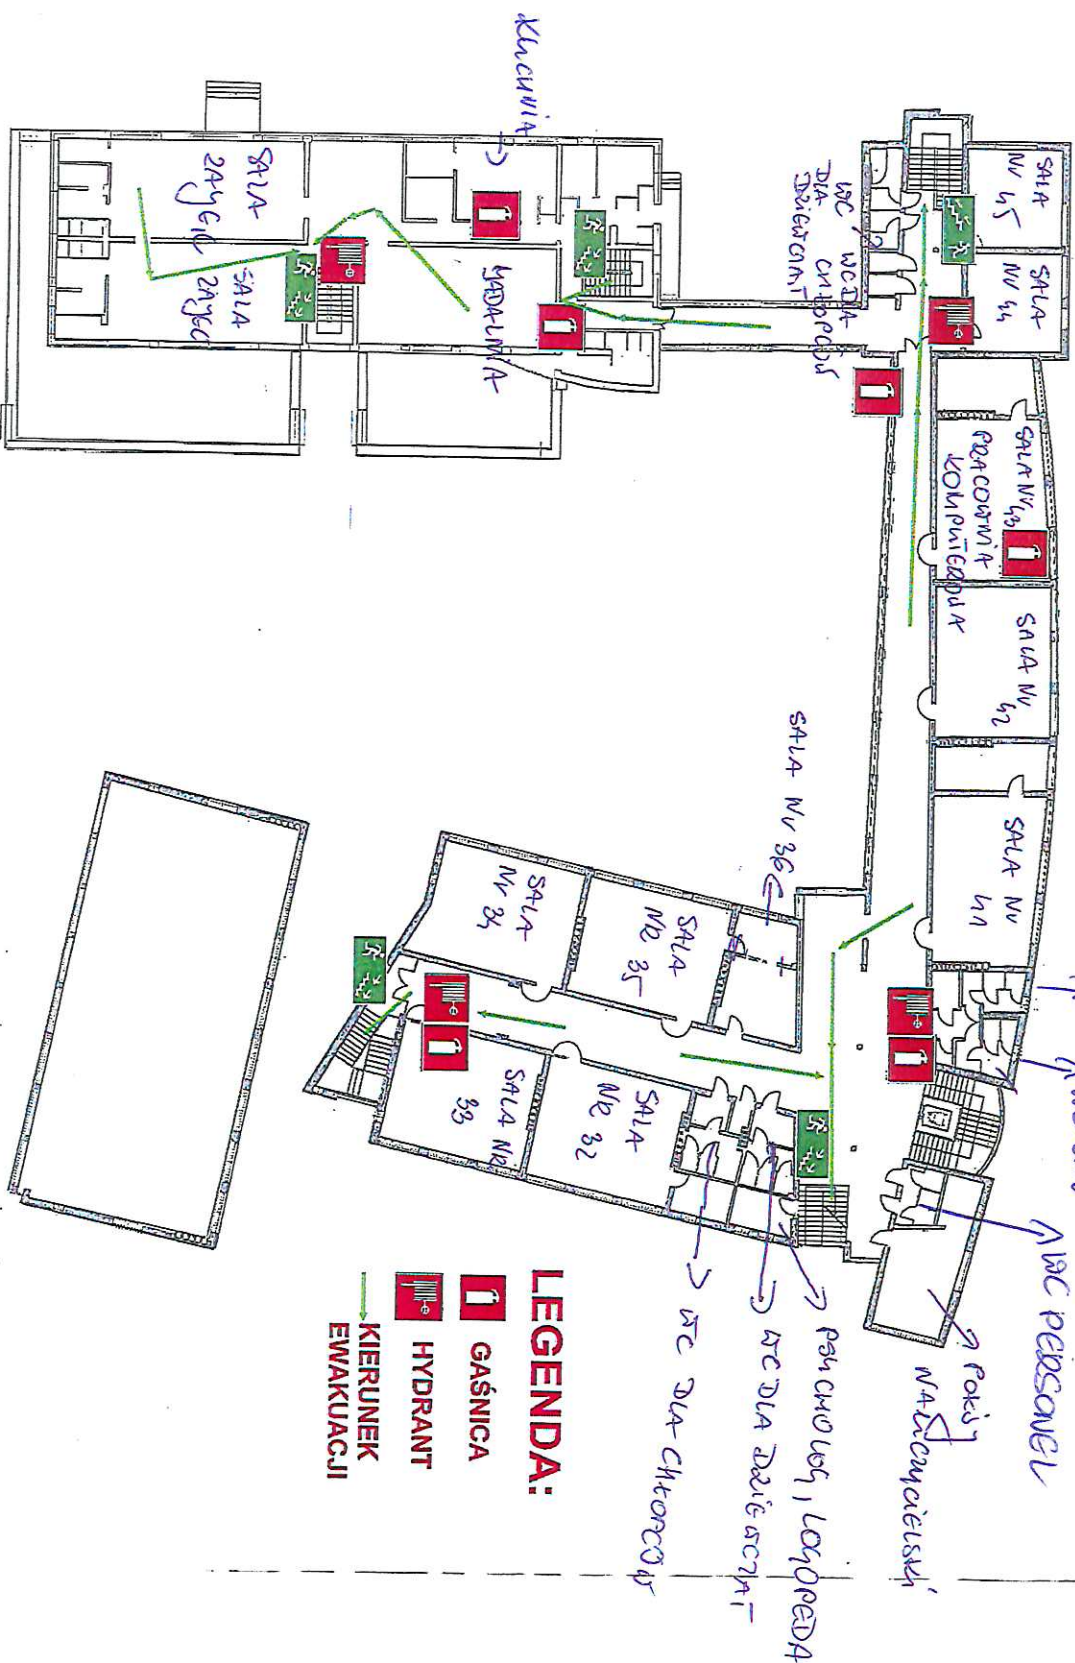 KUCHNIA
SALA
ZAJĘĆ
SALA
ZAJĘĆ
JADALNIA
WC
DLA
DZIEWCZĄT
WC DLA
CHŁOPCÓW
SALA
Nr 45
SALA
Nr 44
SALA Nr 43
PRACOWNIA
KOMPUTEROWA
SALA Nr
42
SALA Nr
41
SALA Nr 36
SALA
Nr 34
SALA
NR 35
SALA NR
33
SALA
NR 32
WC PERSONEL
POKÓJ
NAUCZYCIELSKI
PSYCHOLOG, LOGOPEDA
WC DLA DZIEWCZĄT
WC DLA CHŁOPCÓW
LEGENDA:
GAŚNICA
HYDRANT
KIERUNEK
EWAKUACJI